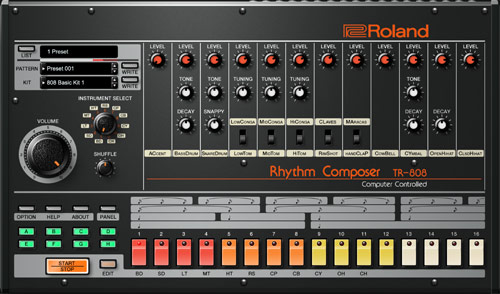 Roland
LIST
1 Preset
PATTERN
Preset 001
WRITE
KIT
808 Basic Kit 1
WRITE
INSTRUMENT SELECT
VOLUME
SHUFFLE
LEVEL LEVEL LEVEL LEVEL LEVEL LEVEL LEVEL LEVEL LEVEL LEVEL LEVEL LEVEL
TONE TONE TUNING TUNING TUNING TONE
DECAY SNAPPY DECAY DECAY
LOWCONGA MIDCONGA HICONGA CLAVES MARACAS
ACCENT BASSDRUM SNAREDRUM LOWTOM MIDTOM HITOM RIMSHOT HANDCLAP COWBELL CYMBAL OPENHIHAT CLSDHIHAT
Rhythm Composer TR-808
Computer Controlled
OPTION HELP ABOUT PANEL
A B C D
E F G H
START
STOP
EDIT
1 2 3 4 5 6 7 8 9 10 11 12 13 14 15 16
BD SD LT MT HT RS CP CB CY OH CH